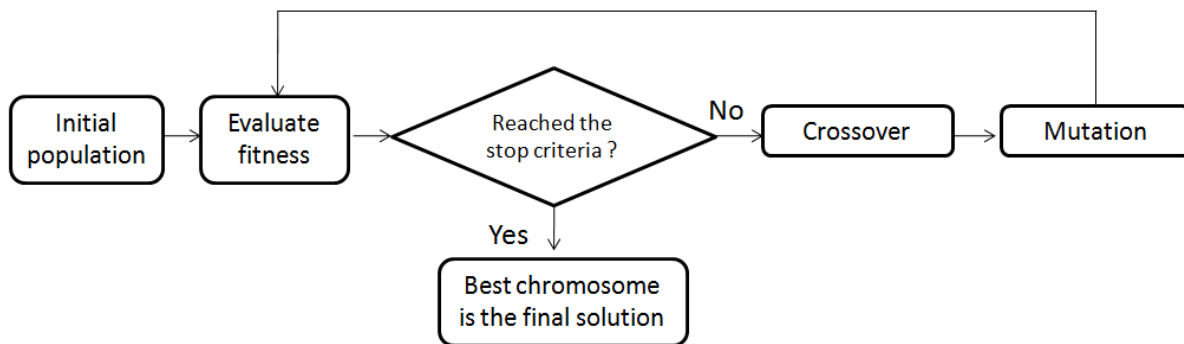 Initial
population
Evaluate
fitness
Reached the
stop criteria ?
No
Crossover
Mutation
Yes
Best chromosome
is the final solution